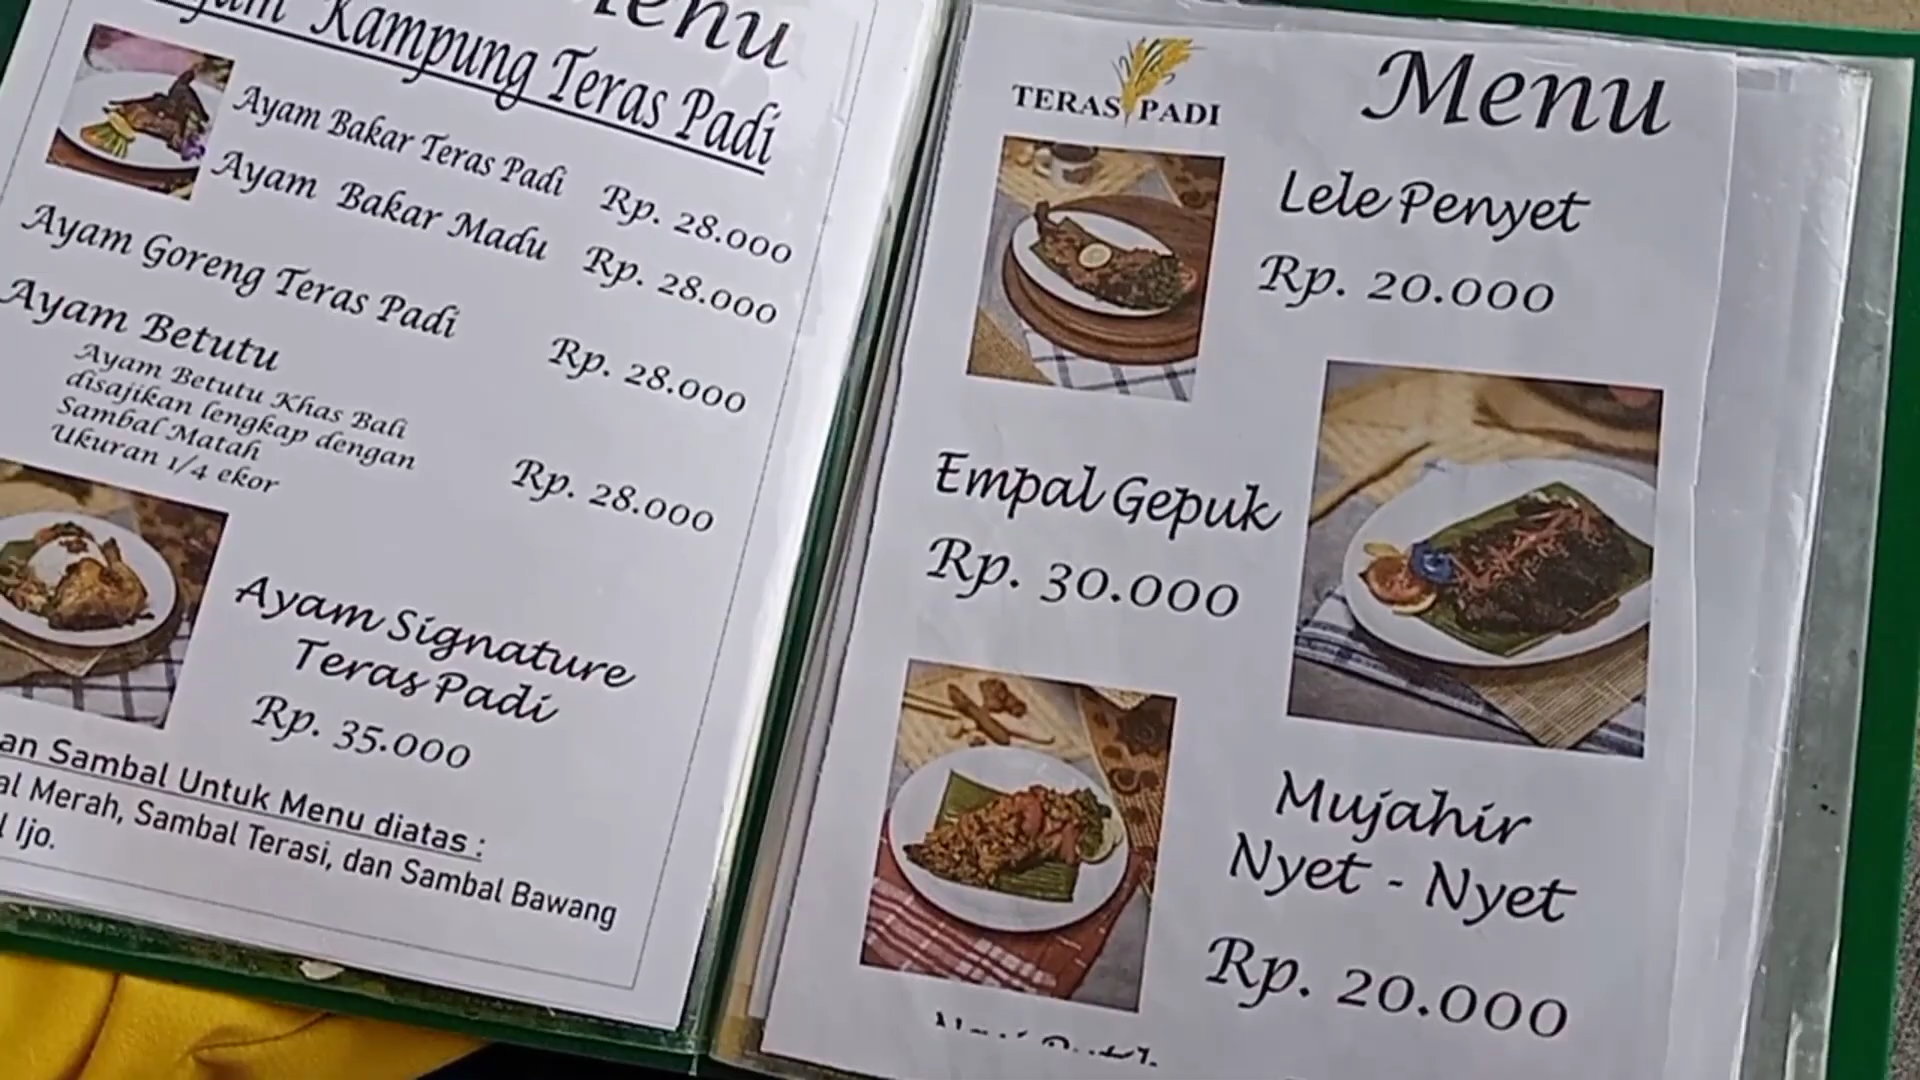 Menu
Kampung Teras Padi
Ayam Bakar Teras Padi Rp. 28.000
Ayam Bakar Madu Rp. 28.000
Ayam Goreng Teras Padi Rp. 28.000
Ayam Betutu
Ayam Betutu Khas Bali
disajikan lengkap dengan
Sambal Matah
Ukuran 1/4 ekor
Rp. 28.000
Ayam Signature
Teras Padi
Rp. 35.000
Sambal Untuk Menu diatas :
Merah, Sambal Terasi, dan Sambal Bawang
Ijo.
TERAS PADI
Menu
Lele Penyet
Rp. 20.000
Empal Gepuk
Rp. 30.000
Mujahir
Nyet - Nyet
Rp. 20.000